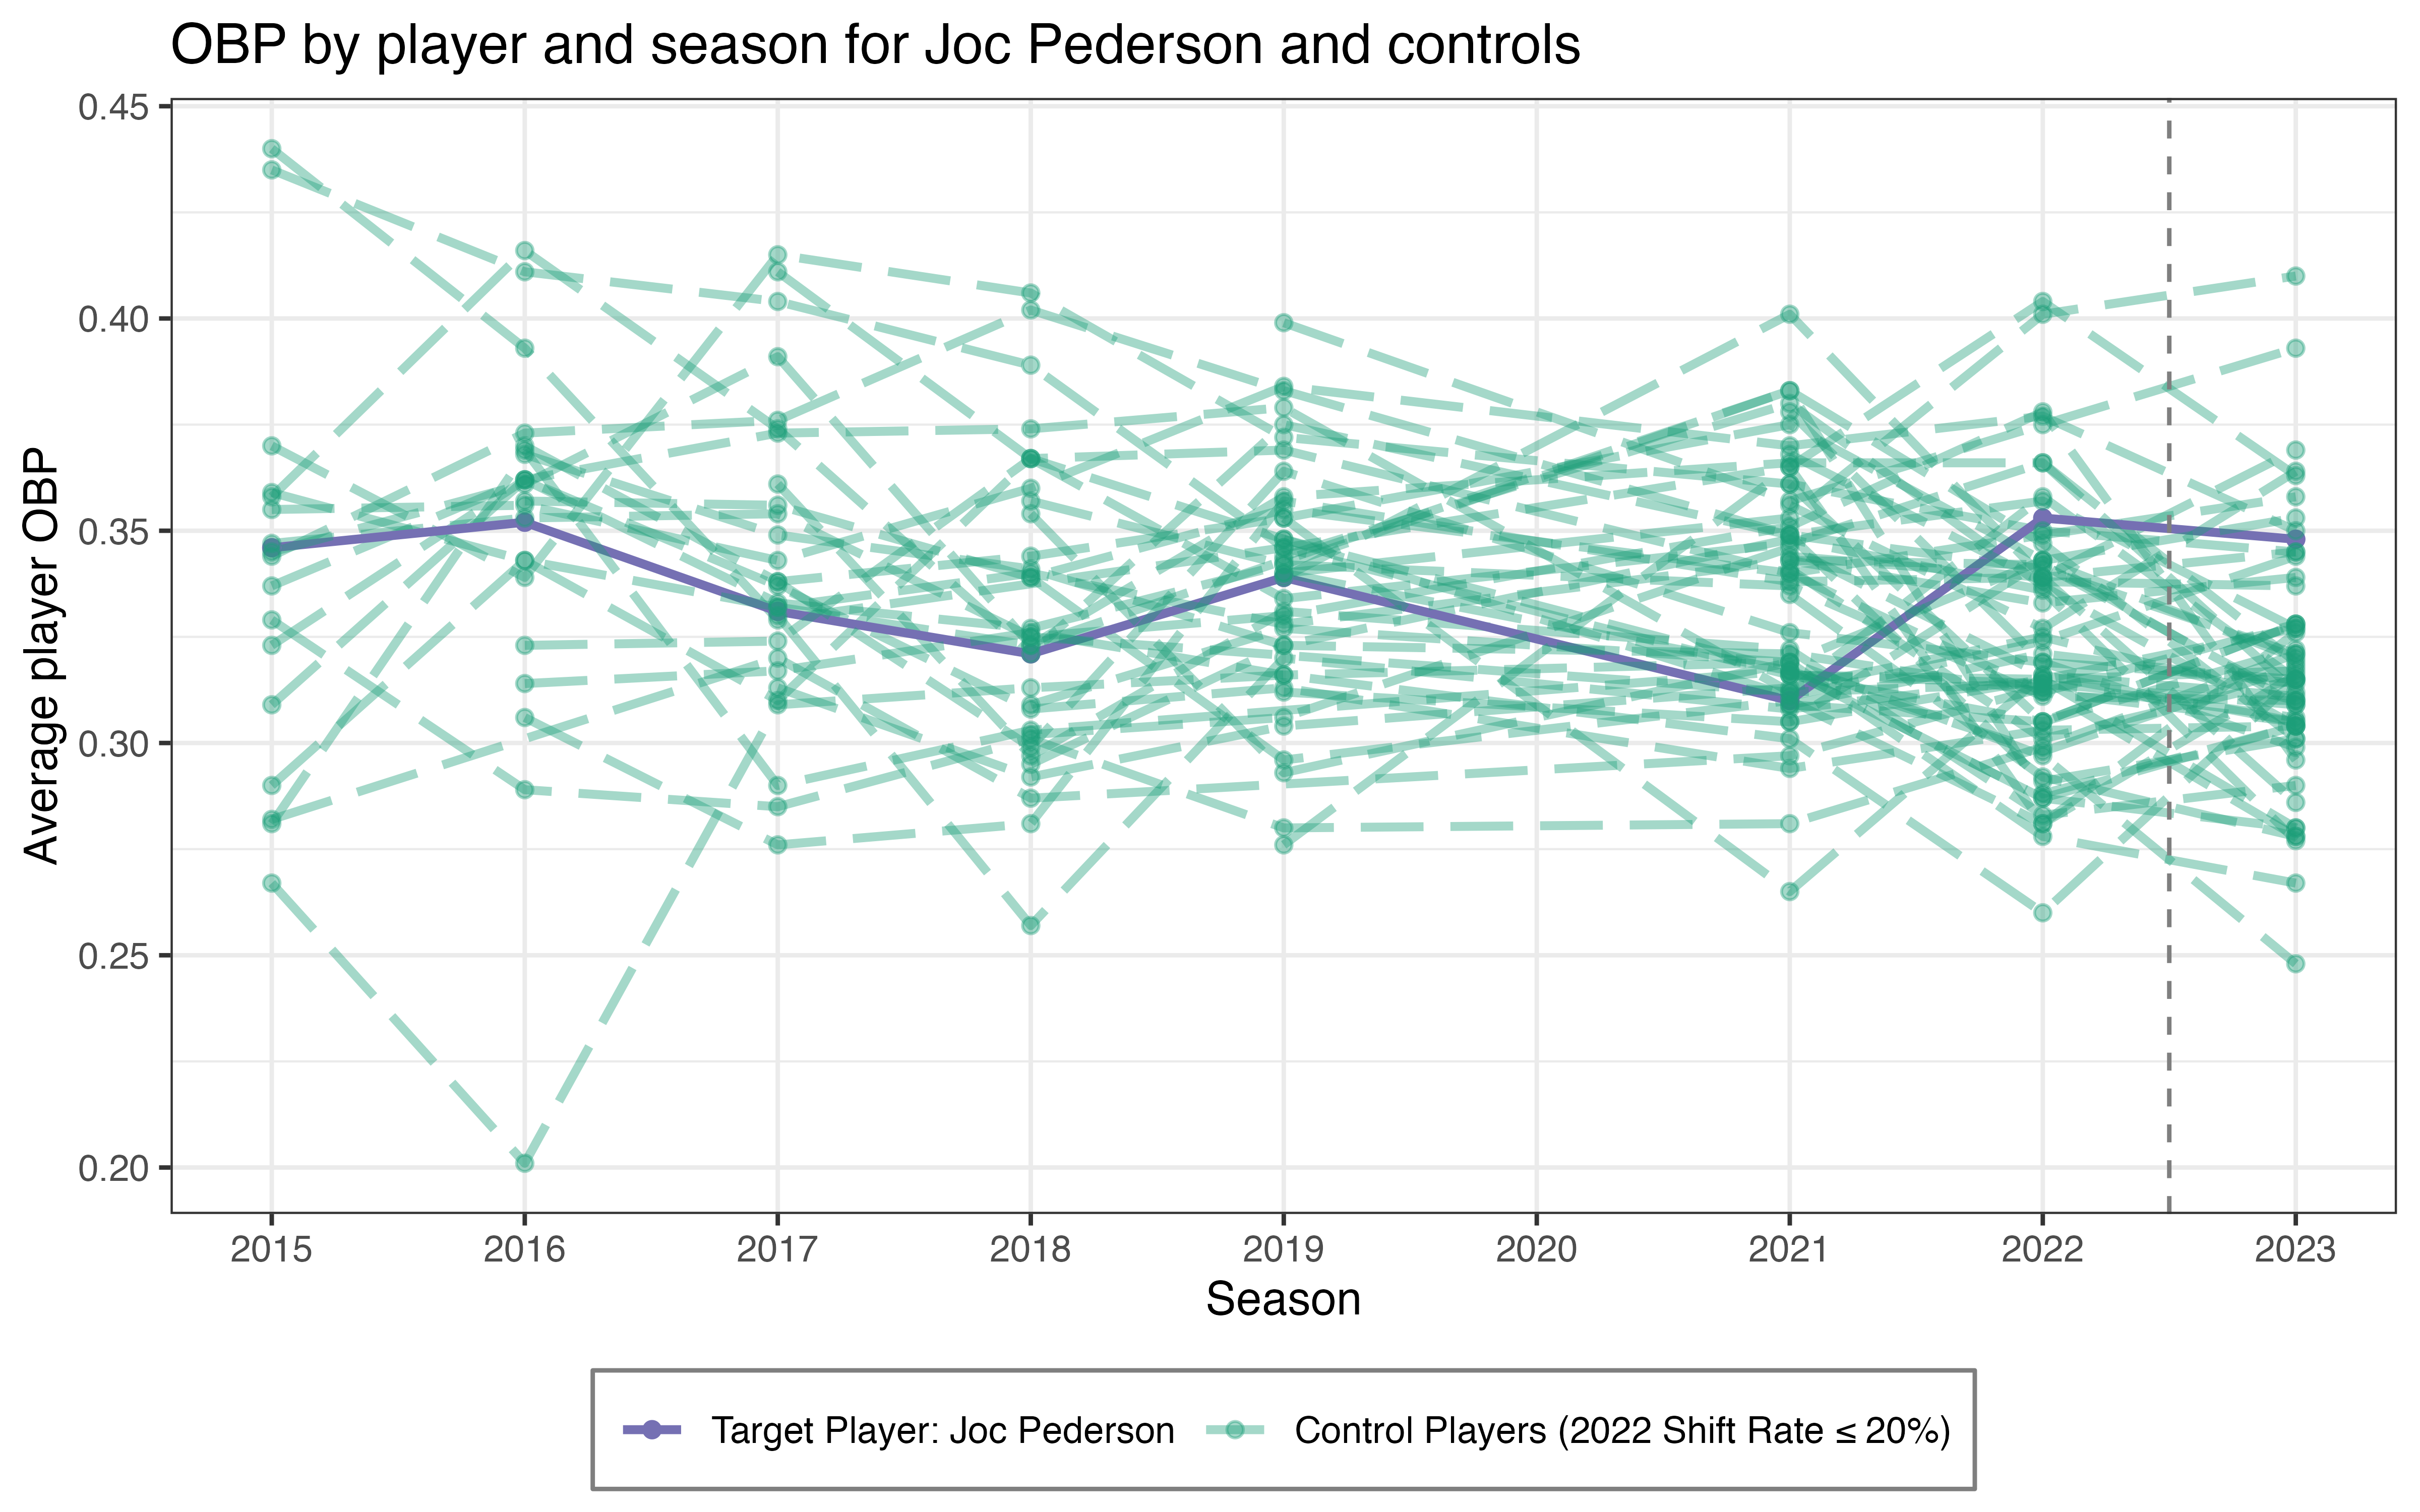 OBP by player and season for Joc Pederson and controls
Average player OBP
0.45
0.40
0.35
0.30
0.25
0.20
2015 2016 2017 2018 2019 2020 2021 2022 2023
Season
Target Player: Joc Pederson Control Players (2022 Shift Rate ≤ 20%)